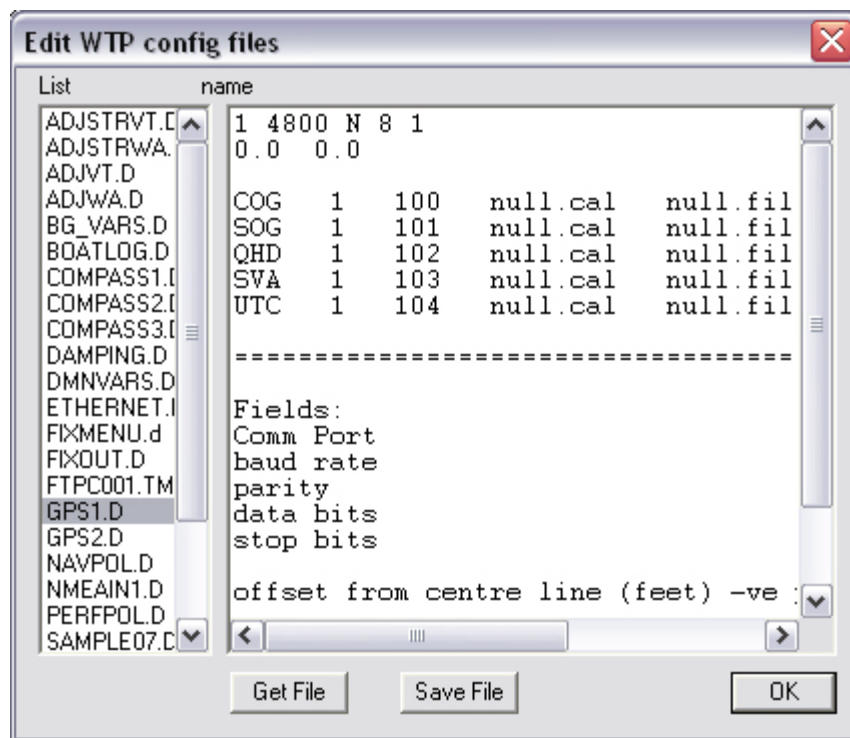 Edit WTP config files
List name
ADJSTRVT.D
ADJSTRWA.
ADJVT.D
ADJWA.D
BG_VARS.D
BOATLOG.D
COMPASS1.D
COMPASS2.D
COMPASS3.D
DAMPING.D
DMNVARS.D
ETHERNET.
FIXMENU.d
FIXOUT.D
FTPC001.TM
GPS1.D
GPS2.D
NAVPOL.D
NMEAIN1.D
PERFPOL.D
SAMPLE07.D
1 4800 N 8 1
0.0 0.0
COG 1 100 null.cal null.fil
SOG 1 101 null.cal null.fil
QHD 1 102 null.cal null.fil
SVA 1 103 null.cal null.fil
UTC 1 104 null.cal null.fil
===================================
Fields:
Comm Port
baud rate
parity
data bits
stop bits
offset from centre line (feet) -ve
Get File Save File OK